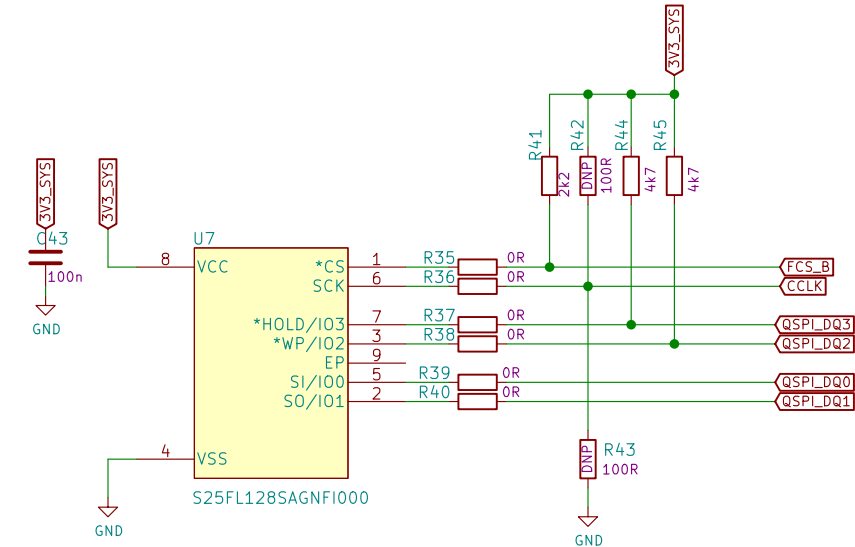 3V3_SYS
R41
R42
R44
R45
2k2
DNP
100R
4k7
4k7
3V3_SYS
3V3_SYS
C43
100n
GND
U7
8
VCC
*CS
1
R35
0R
FCS_B
SCK
6
R36
0R
CCLK
*HOLD/IO3
7
R37
0R
QSPI_DQ3
*WP/IO2
3
R38
0R
QSPI_DQ2
EP
9
SI/IO0
5
R39
0R
QSPI_DQ0
SO/IO1
2
R40
0R
QSPI_DQ1
4
VSS
DNP
R43
100R
S25FL128SAGNFI000
GND
GND